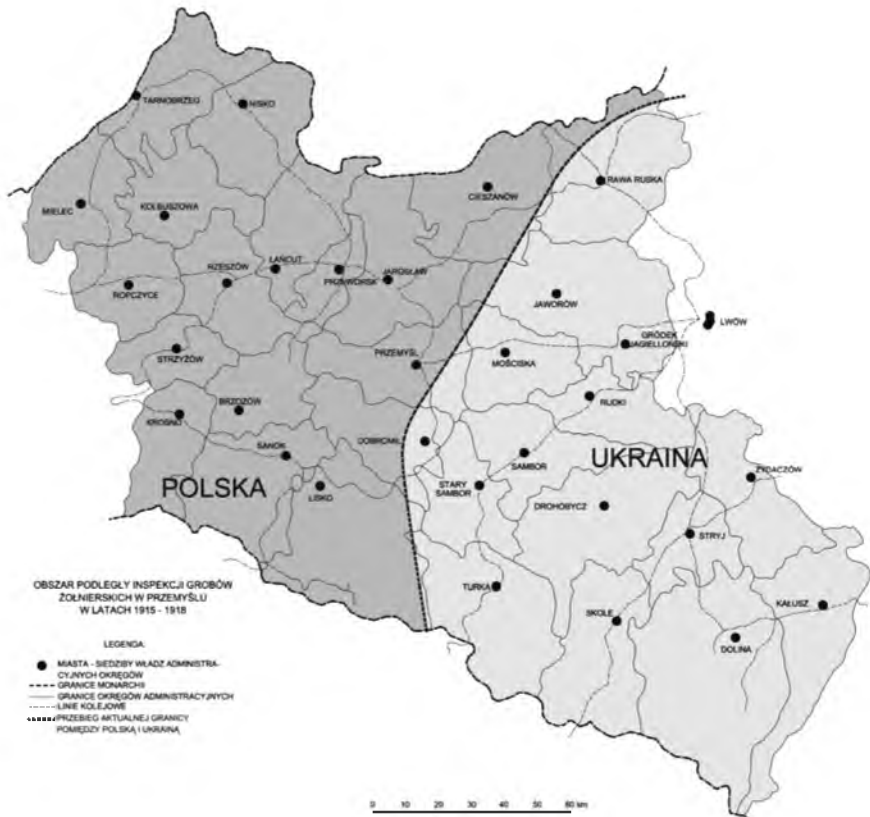 TARNOBRZEG
NISKO
CIESZANÓW
RAWA RUSKA
MIELEC
KOLBUSZOWA
ŁAŃCUT
RZESZÓW
PRZEWORSK
JAROSŁAW
ROPCZYCE
JAWORÓW
LWÓW
GRÓDEK
JAGIELLOŃSKI
STRZYŻÓW
PRZEMYŚL
MOŚCISKA
BRZOZÓW
KROSNO
RUDKI
DOBROMIL
SANOK
SAMBOR
UKRAINA
ŻYDACZÓW
POLSKA
LISKO
STARY
SAMBOR
DROHOBYCZ
STRYJ
TURKA
SKOLE
KAŁUSZ
DOLINA
OBSZAR PODLEGŁY INSPEKCJI GROBÓW
ŻOŁNIERSKICH W PRZEMYŚLU
W LATACH 1915 - 1918
LEGENDA:
MIASTA - SIEDZIBY WŁADZ ADMINISTRA-
CYJNYCH OKRĘGÓW
GRANICE MONARCHII
GRANICE OKRĘGÓW ADMINISTRACYJNYCH
LINIE KOLEJOWE
PRZEBIEG AKTUALNEJ GRANICY
POMIĘDZY POLSKĄ I UKRAINĄ
0 10 20 40 60 km